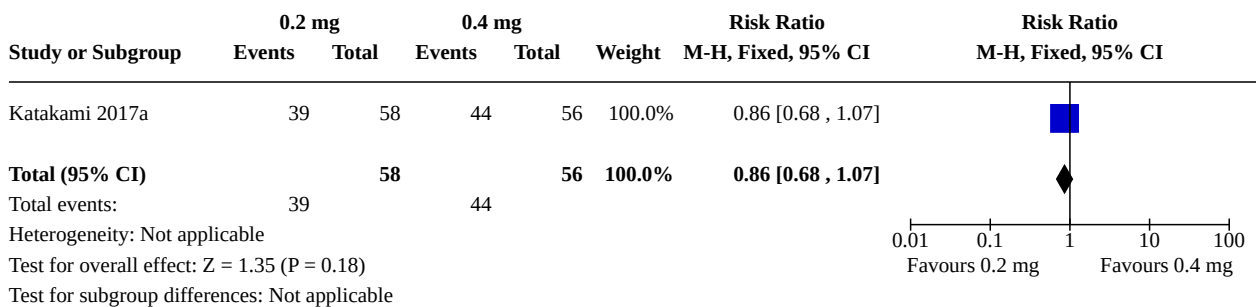 0.2 mg 0.4 mg Risk Ratio Risk Ratio
Study or Subgroup Events Total Events Total Weight M-H, Fixed, 95% CI M-H, Fixed, 95% CI
Katakami 2017a 39 58 44 56 100.0% 0.86 [0.68 , 1.07]
Total (95% CI) 58 56 100.0% 0.86 [0.68 , 1.07]
Total events: 39 44
Heterogeneity: Not applicable
Test for overall effect: Z = 1.35 (P = 0.18)
Test for subgroup differences: Not applicable
0.01 0.1 1 10 100
Favours 0.2 mg Favours 0.4 mg